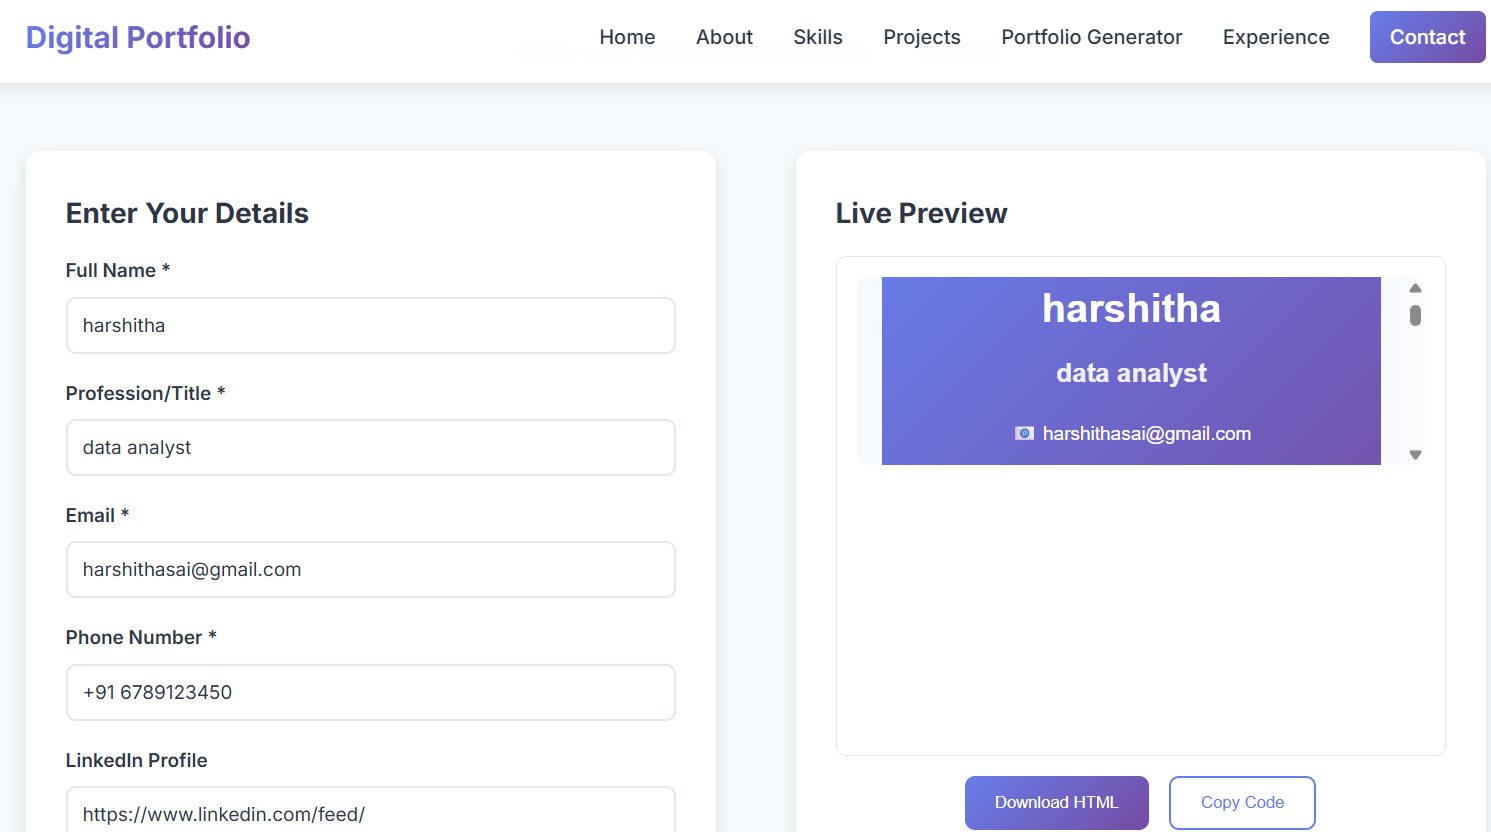 Digital Portfolio
Home About Skills Projects Portfolio Generator Experience Contact
Enter Your Details
Full Name *
harshitha
Profession/Title *
data analyst
Email *
harshithasai@gmail.com
Phone Number *
+91 6789123450
LinkedIn Profile
https://www.linkedin.com/feed/
Live Preview
harshitha
data analyst
harshithasai@gmail.com
Download HTML Copy Code